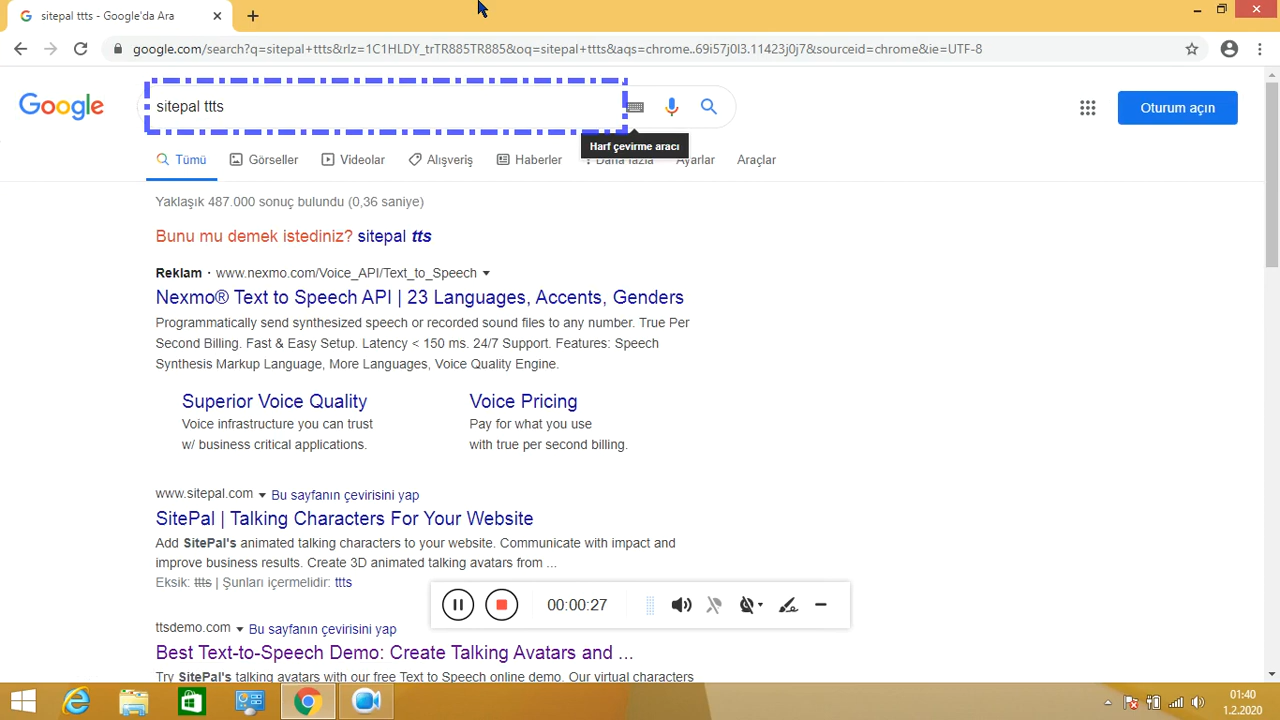 sitepal ttts - Google'da Ara
google.com/search?q=sitepal+ttts&rlz=1C1HLDY_trTR885TR885&oq=sitepal+ttts&aqs=chrome..69i57j0l3.11423j0j7&sourceid=chrome&ie=UTF-8
Google
sitepal ttts
Oturum açın
Harf çevirme aracı
Tümü Görseller Videolar Alışveriş Haberler Daha fazla Ayarlar Araçlar
Yaklaşık 487.000 sonuç bulundu (0,36 saniye)
Bunu mu demek istediniz? sitepal tts
Reklam · www.nexmo.com/Voice_API/Text_to_Speech
Nexmo® Text to Speech API | 23 Languages, Accents, Genders
Programmatically send synthesized speech or recorded sound files to any number. True Per
Second Billing. Fast & Easy Setup. Latency < 150 ms. 24/7 Support. Features: Speech
Synthesis Markup Language, More Languages, Voice Quality Engine.
Superior Voice Quality
Voice infrastructure you can trust
w/ business critical applications.
Voice Pricing
Pay for what you use
with true per second billing.
www.sitepal.com Bu sayfanın çevirisini yap
SitePal | Talking Characters For Your Website
Add SitePal's animated talking characters to your website. Communicate with impact and
improve business results. Create 3D animated talking avatars from ...
Eksik: ttts | Şunları içermelidir: ttts
00:00:27
ttsdemo.com Bu sayfanın çevirisini yap
Best Text-to-Speech Demo: Create Talking Avatars and ...
Try SitePal's talking avatars with our free Text to Speech online demo. Our virtual characters
01:40
1.2.2020